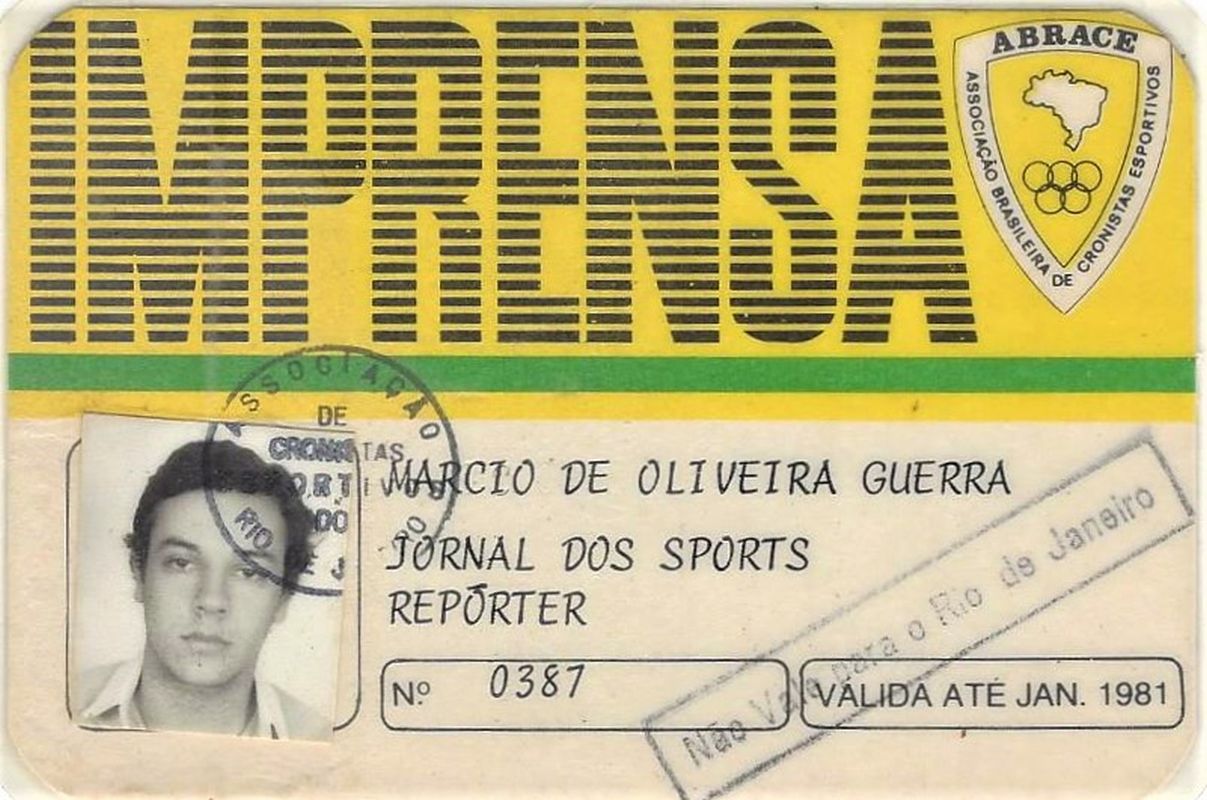 IMPRENSA
ABRACE
ASSOCIAÇÃO BRASILEIRA DE CRONISTAS ESPORTIVOS
ASSOCIAÇÃO
DE
CRONISTAS
RIO
MARCIO DE OLIVEIRA GUERRA
JORNAL DOS SPORTS
REPÓRTER
Nº 0387
VÁLIDA ATÉ JAN. 1981
Não Vale para o Rio de Janeiro